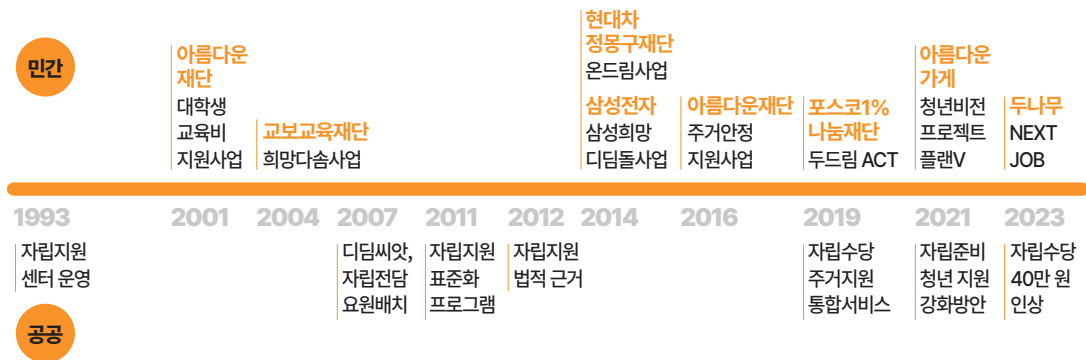 민간
아름다운
재단
대학생
교육비
지원사업
교보교육재단
희망다솜사업
현대차
정몽구재단
온드림사업
삼성전자
삼성희망
디딤돌사업
아름다운재단
주거안정
지원사업
포스코1%
나눔재단
두드림 ACT
아름다운
가게
청년비전
프로젝트
플랜V
두나무
NEXT
JOB
1993
2001
2004
2007
2011
2012
2014
2016
2019
2021
2023
자립지원
센터 운영
디딤씨앗,
자립전담
요원배치
자립지원
표준화
프로그램
자립지원
법적 근거
자립수당
주거지원
통합서비스
자립준비
청년 지원
강화방안
자립수당
40만 원
인상
공공